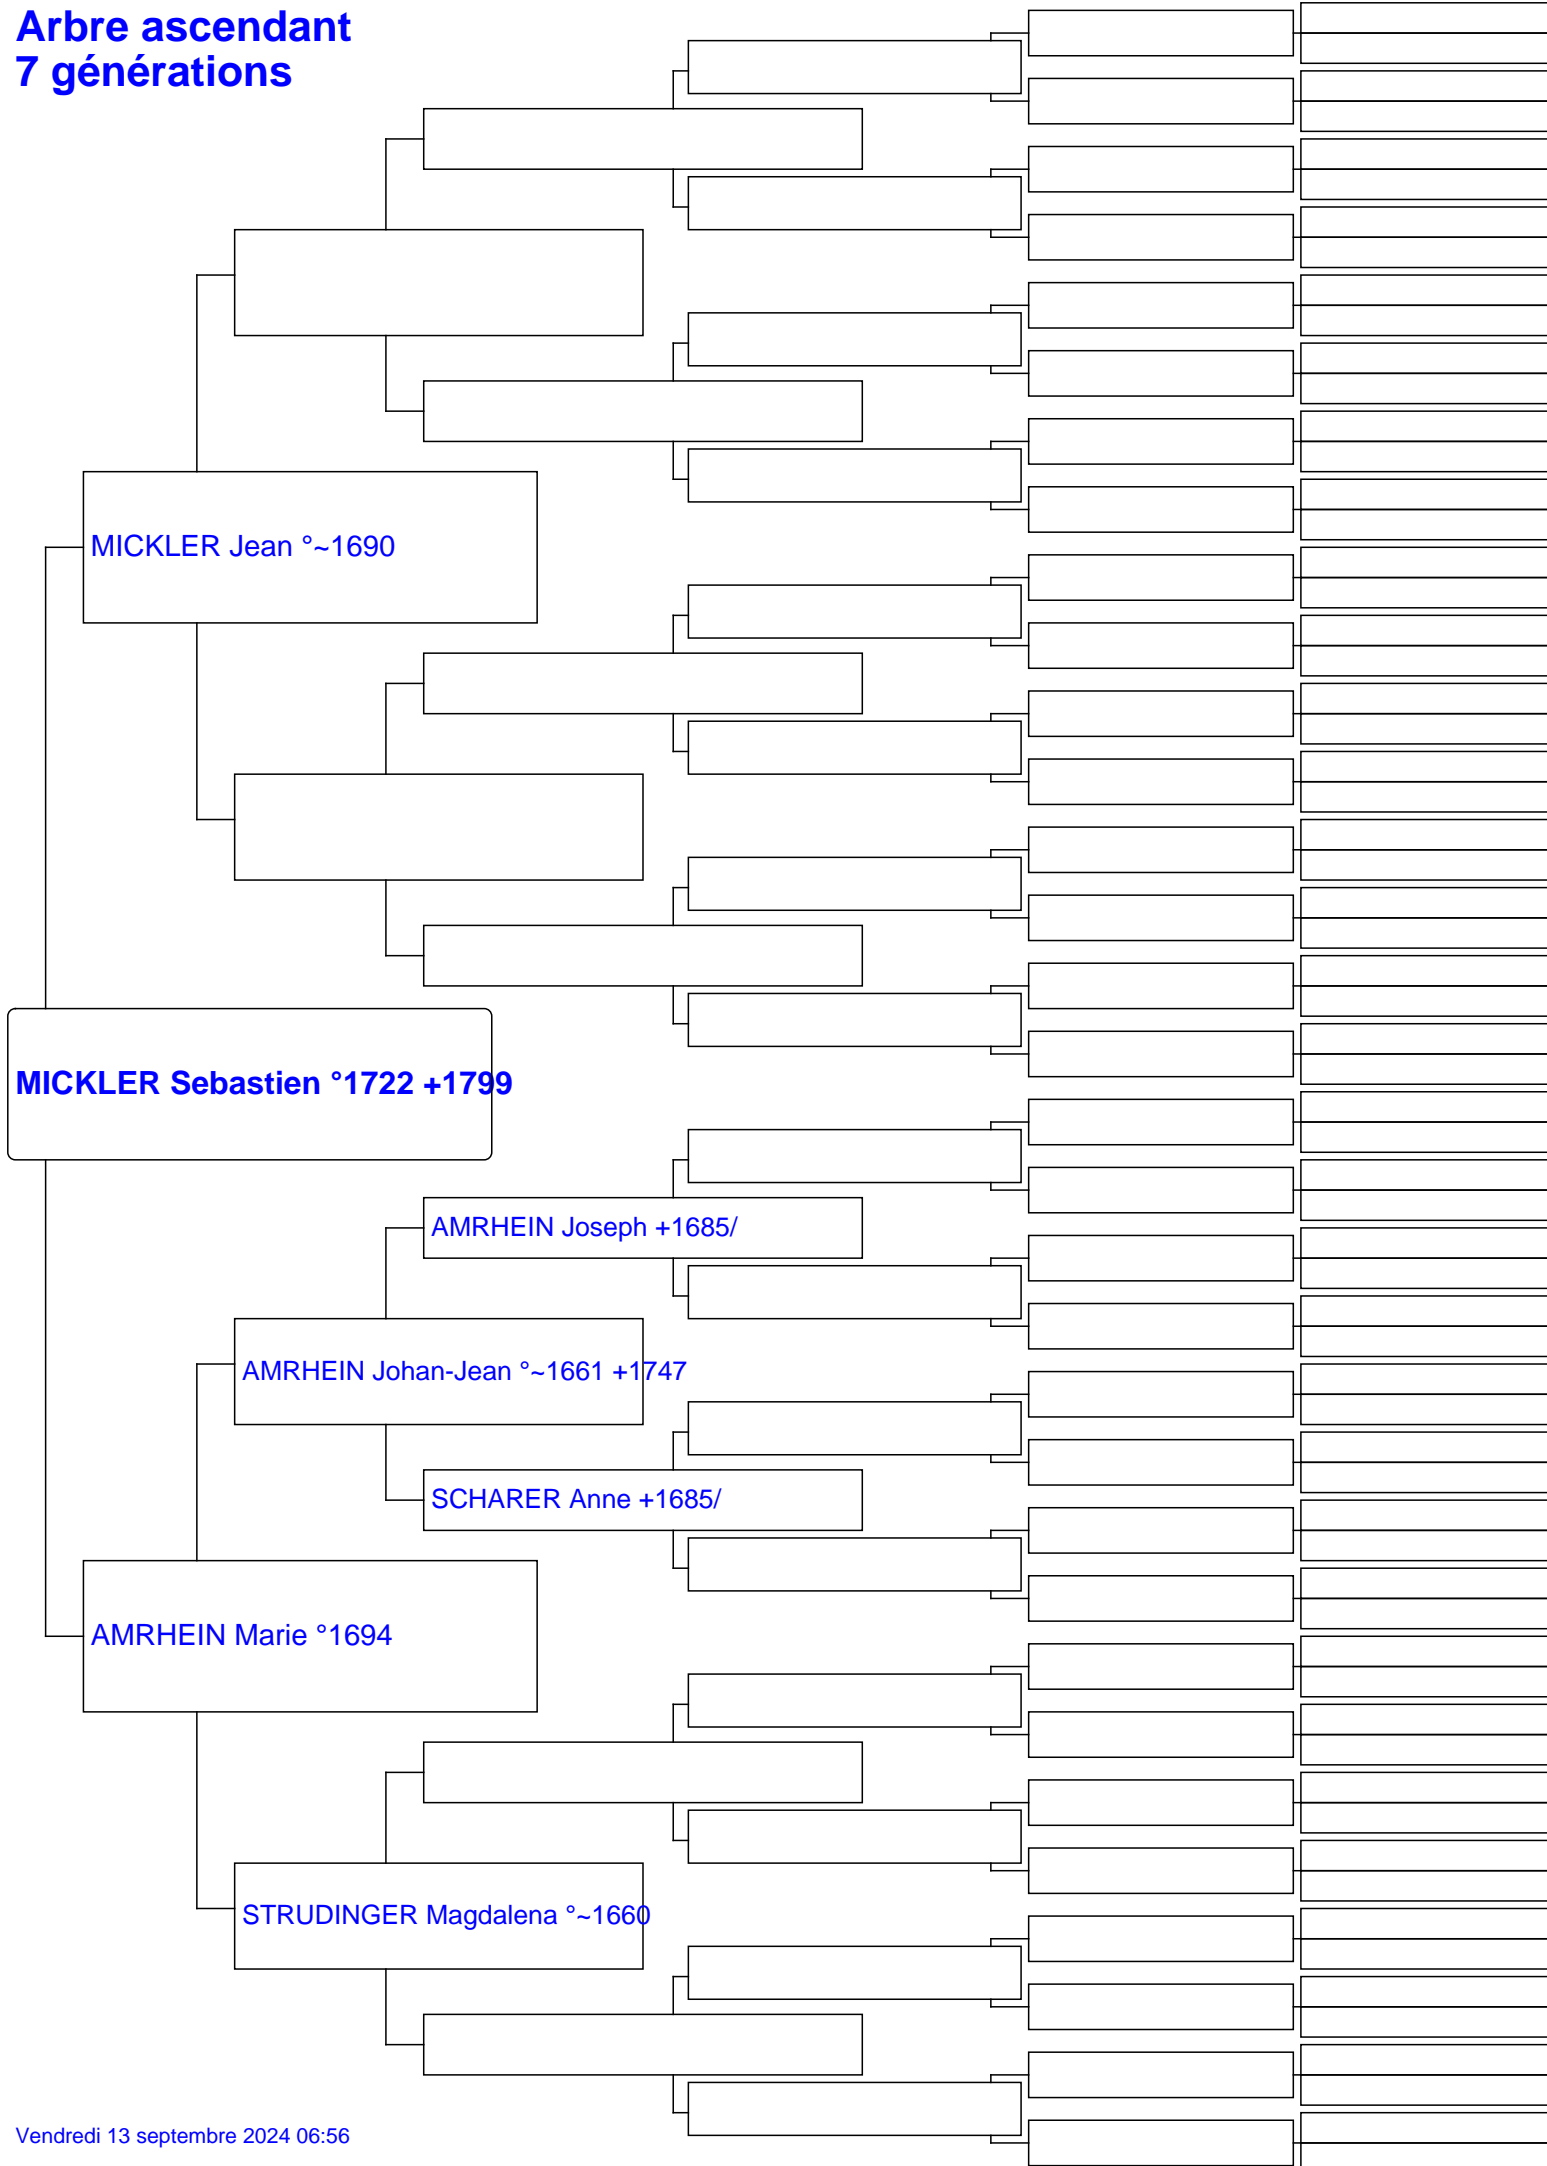 Arbre ascendant
7 générations
MICKLER Jean °~1690
MICKLER Sebastien °1722 +1799
AMRHEIN Joseph +1685/
AMRHEIN Johan-Jean °~1661 +1747
SCHARER Anne +1685/
AMRHEIN Marie °1694
STRUDINGER Magdalena °~1660
Vendredi 13 septembre 2024 06:56